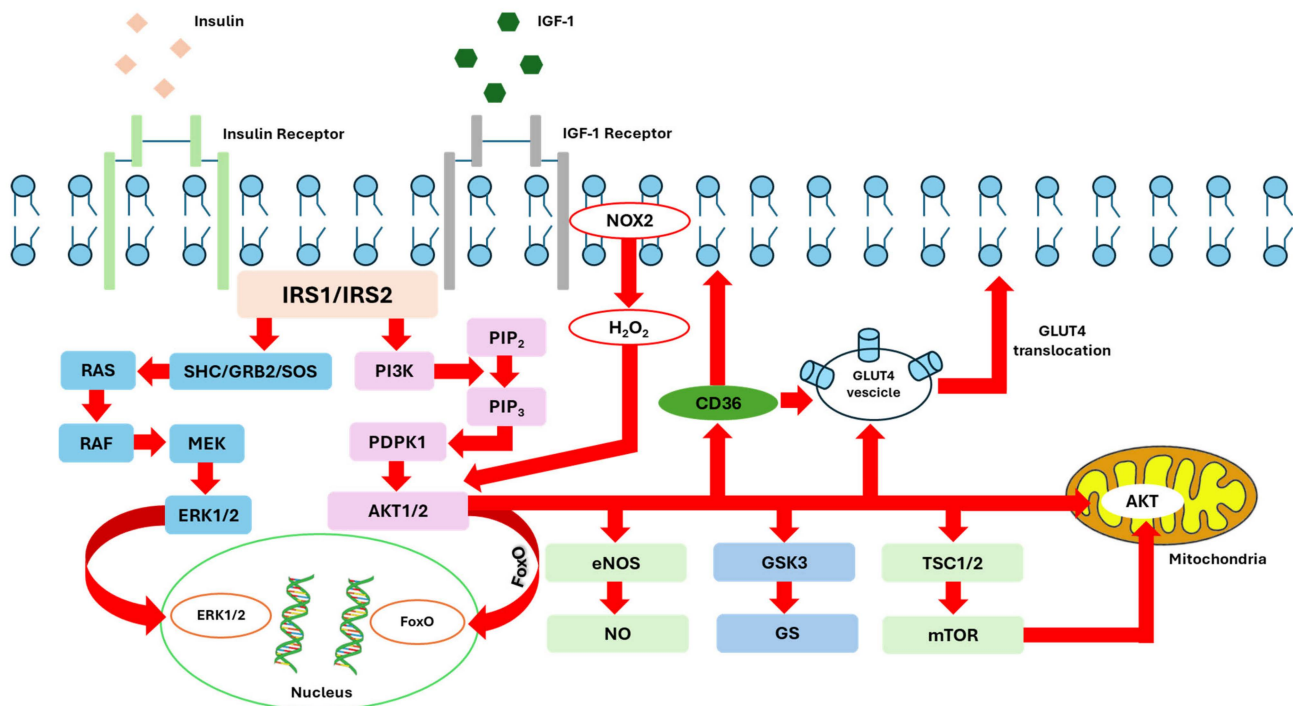 Insulin
IGF-1
Insulin Receptor
IGF-1 Receptor
NOX2
IRS1/IRS2
H₂O₂
PIP₂
GLUT4
translocation
RAS
SHC/GRB2/SOS
PI3K
GLUT4
vescicle
CD36
PIP₃
RAF
MEK
PDPK1
AKT
ERK1/2
AKT1/2
Mitochondria
FoxO
eNOS
GSK3
TSC1/2
ERK1/2
FoxO
NO
GS
mTOR
Nucleus